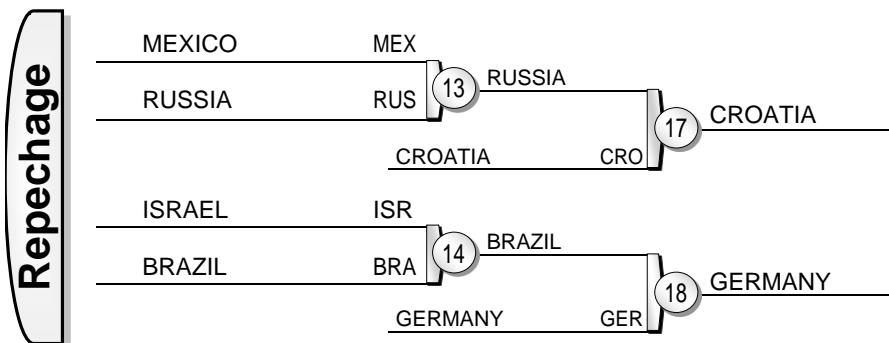 Repechage
MEXICO MEX
RUSSIA RUS
13 RUSSIA
CROATIA CRO
17 CROATIA
ISRAEL ISR
BRAZIL BRA
14 BRAZIL
GERMANY GER
18 GERMANY